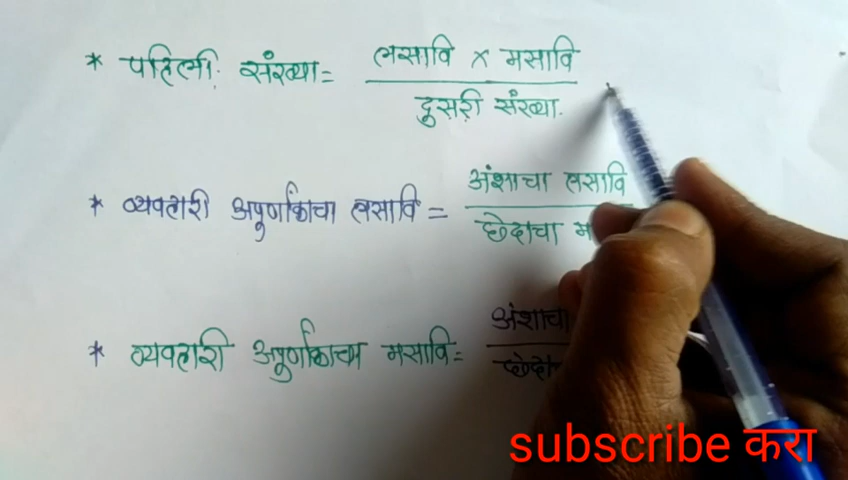 * पहिली संख्या = लसावि × मसावि
दुसरी संख्या.
* व्यवहारी अपूर्णांकाचा लसावि = अंशाचा लसावि
छेदाचा
* व्यवहारी अपूर्णांकाचा मसावि = अंशाचा
subscribe करा